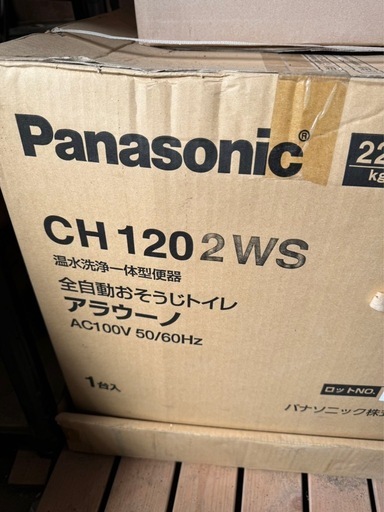 Panasonic®
22
kg
CH1202WS
温水洗浄一体型便器
全自動おそうじトイレ
アラウーノ
AC100V 50/60Hz
1台入
ロットNO.
パナソニック株式